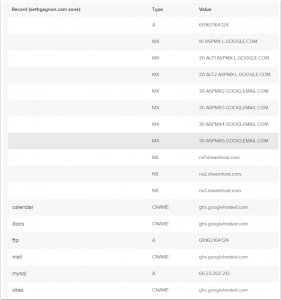 Record (sethgagnon.com zone) Type Value
A 69.163.164.124
MX 10 ASPMX.L.GOOGLE.COM.
MX 20 ALT1.ASPMX.L.GOOGLE.COM.
MX 20 ALT2.ASPMX.L.GOOGLE.COM.
MX 30 ASPMX2.GOOGLEMAIL.COM.
MX 30 ASPMX3.GOOGLEMAIL.COM.
MX 30 ASPMX4.GOOGLEMAIL.COM.
MX 30 ASPMX5.GOOGLEMAIL.COM.
NS ns1.dreamhost.com.
NS ns2.dreamhost.com.
NS ns3.dreamhost.com.
calendar CNAME ghs.googlehosted.com.
docs CNAME ghs.googlehosted.com.
ftp A 69.163.164.124
mail CNAME ghs.googlehosted.com.
mysql A 66.33.202.213
sites CNAME ghs.googlehosted.com.